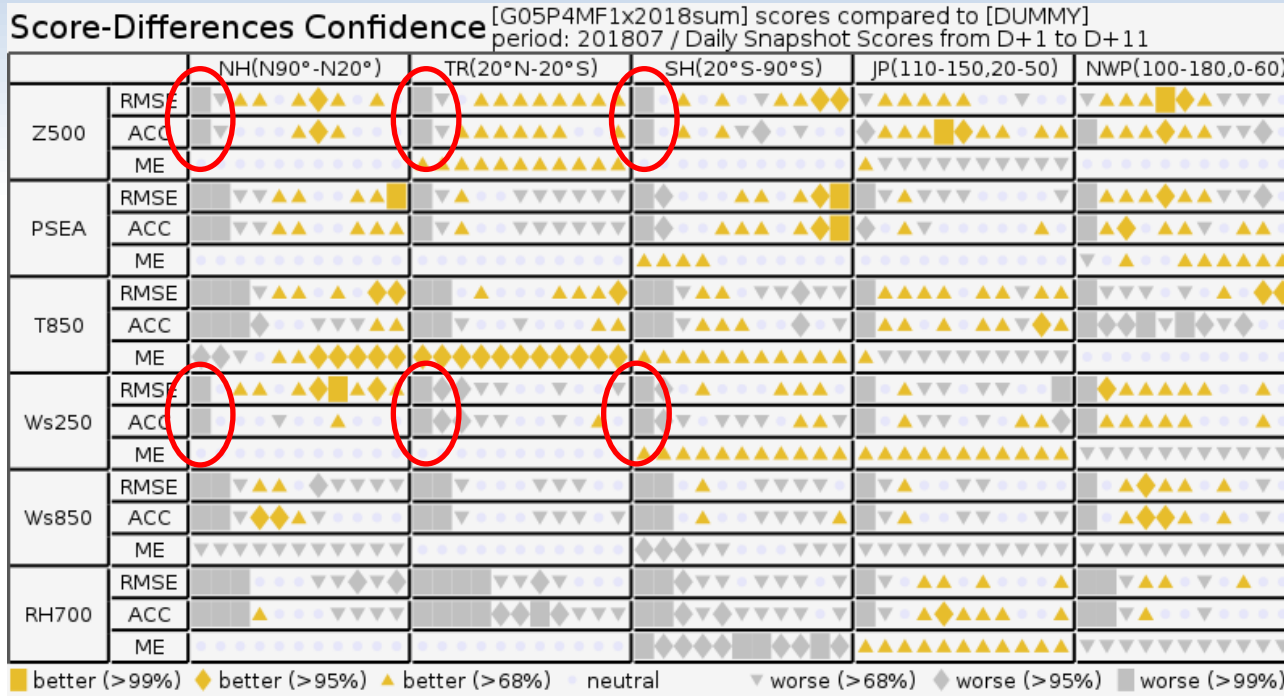 Score-Differences Confidence [G05P4MF1x2018sum] scores compared to [DUMMY]
period: 201807 / Daily Snapshot Scores from D+1 to D+11
NH(N90°-N20°) TR(20°N-20°S) SH(20°S-90°S) JP(110-150,20-50) NWP(100-180,0-60)
Z500 RMSE
ACC
ME
PSEA RMSE
ACC
ME
T850 RMSE
ACC
ME
Ws250 RMSE
ACC
ME
Ws850 RMSE
ACC
ME
RH700 RMSE
ACC
ME
better (>99%) better (>95%) better (>68%) neutral worse (>68%) worse (>95%) worse (>99%)